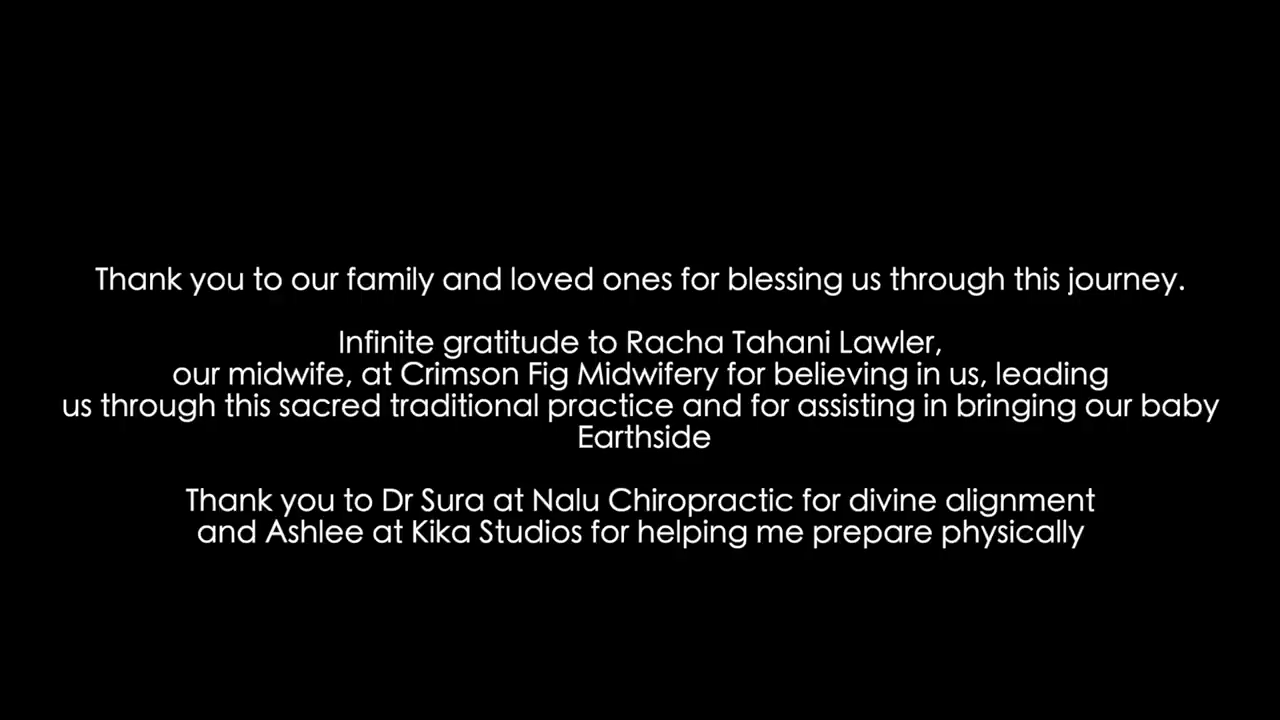 Thank you to our family and loved ones for blessing us through this journey.
Infinite gratitude to Racha Tahani Lawler,
our midwife, at Crimson Fig Midwifery for believing in us, leading
us through this sacred traditional practice and for assisting in bringing our baby
Earthside
Thank you to Dr Sura at Nalu Chiropractic for divine alignment
and Ashlee at Kika Studios for helping me prepare physically